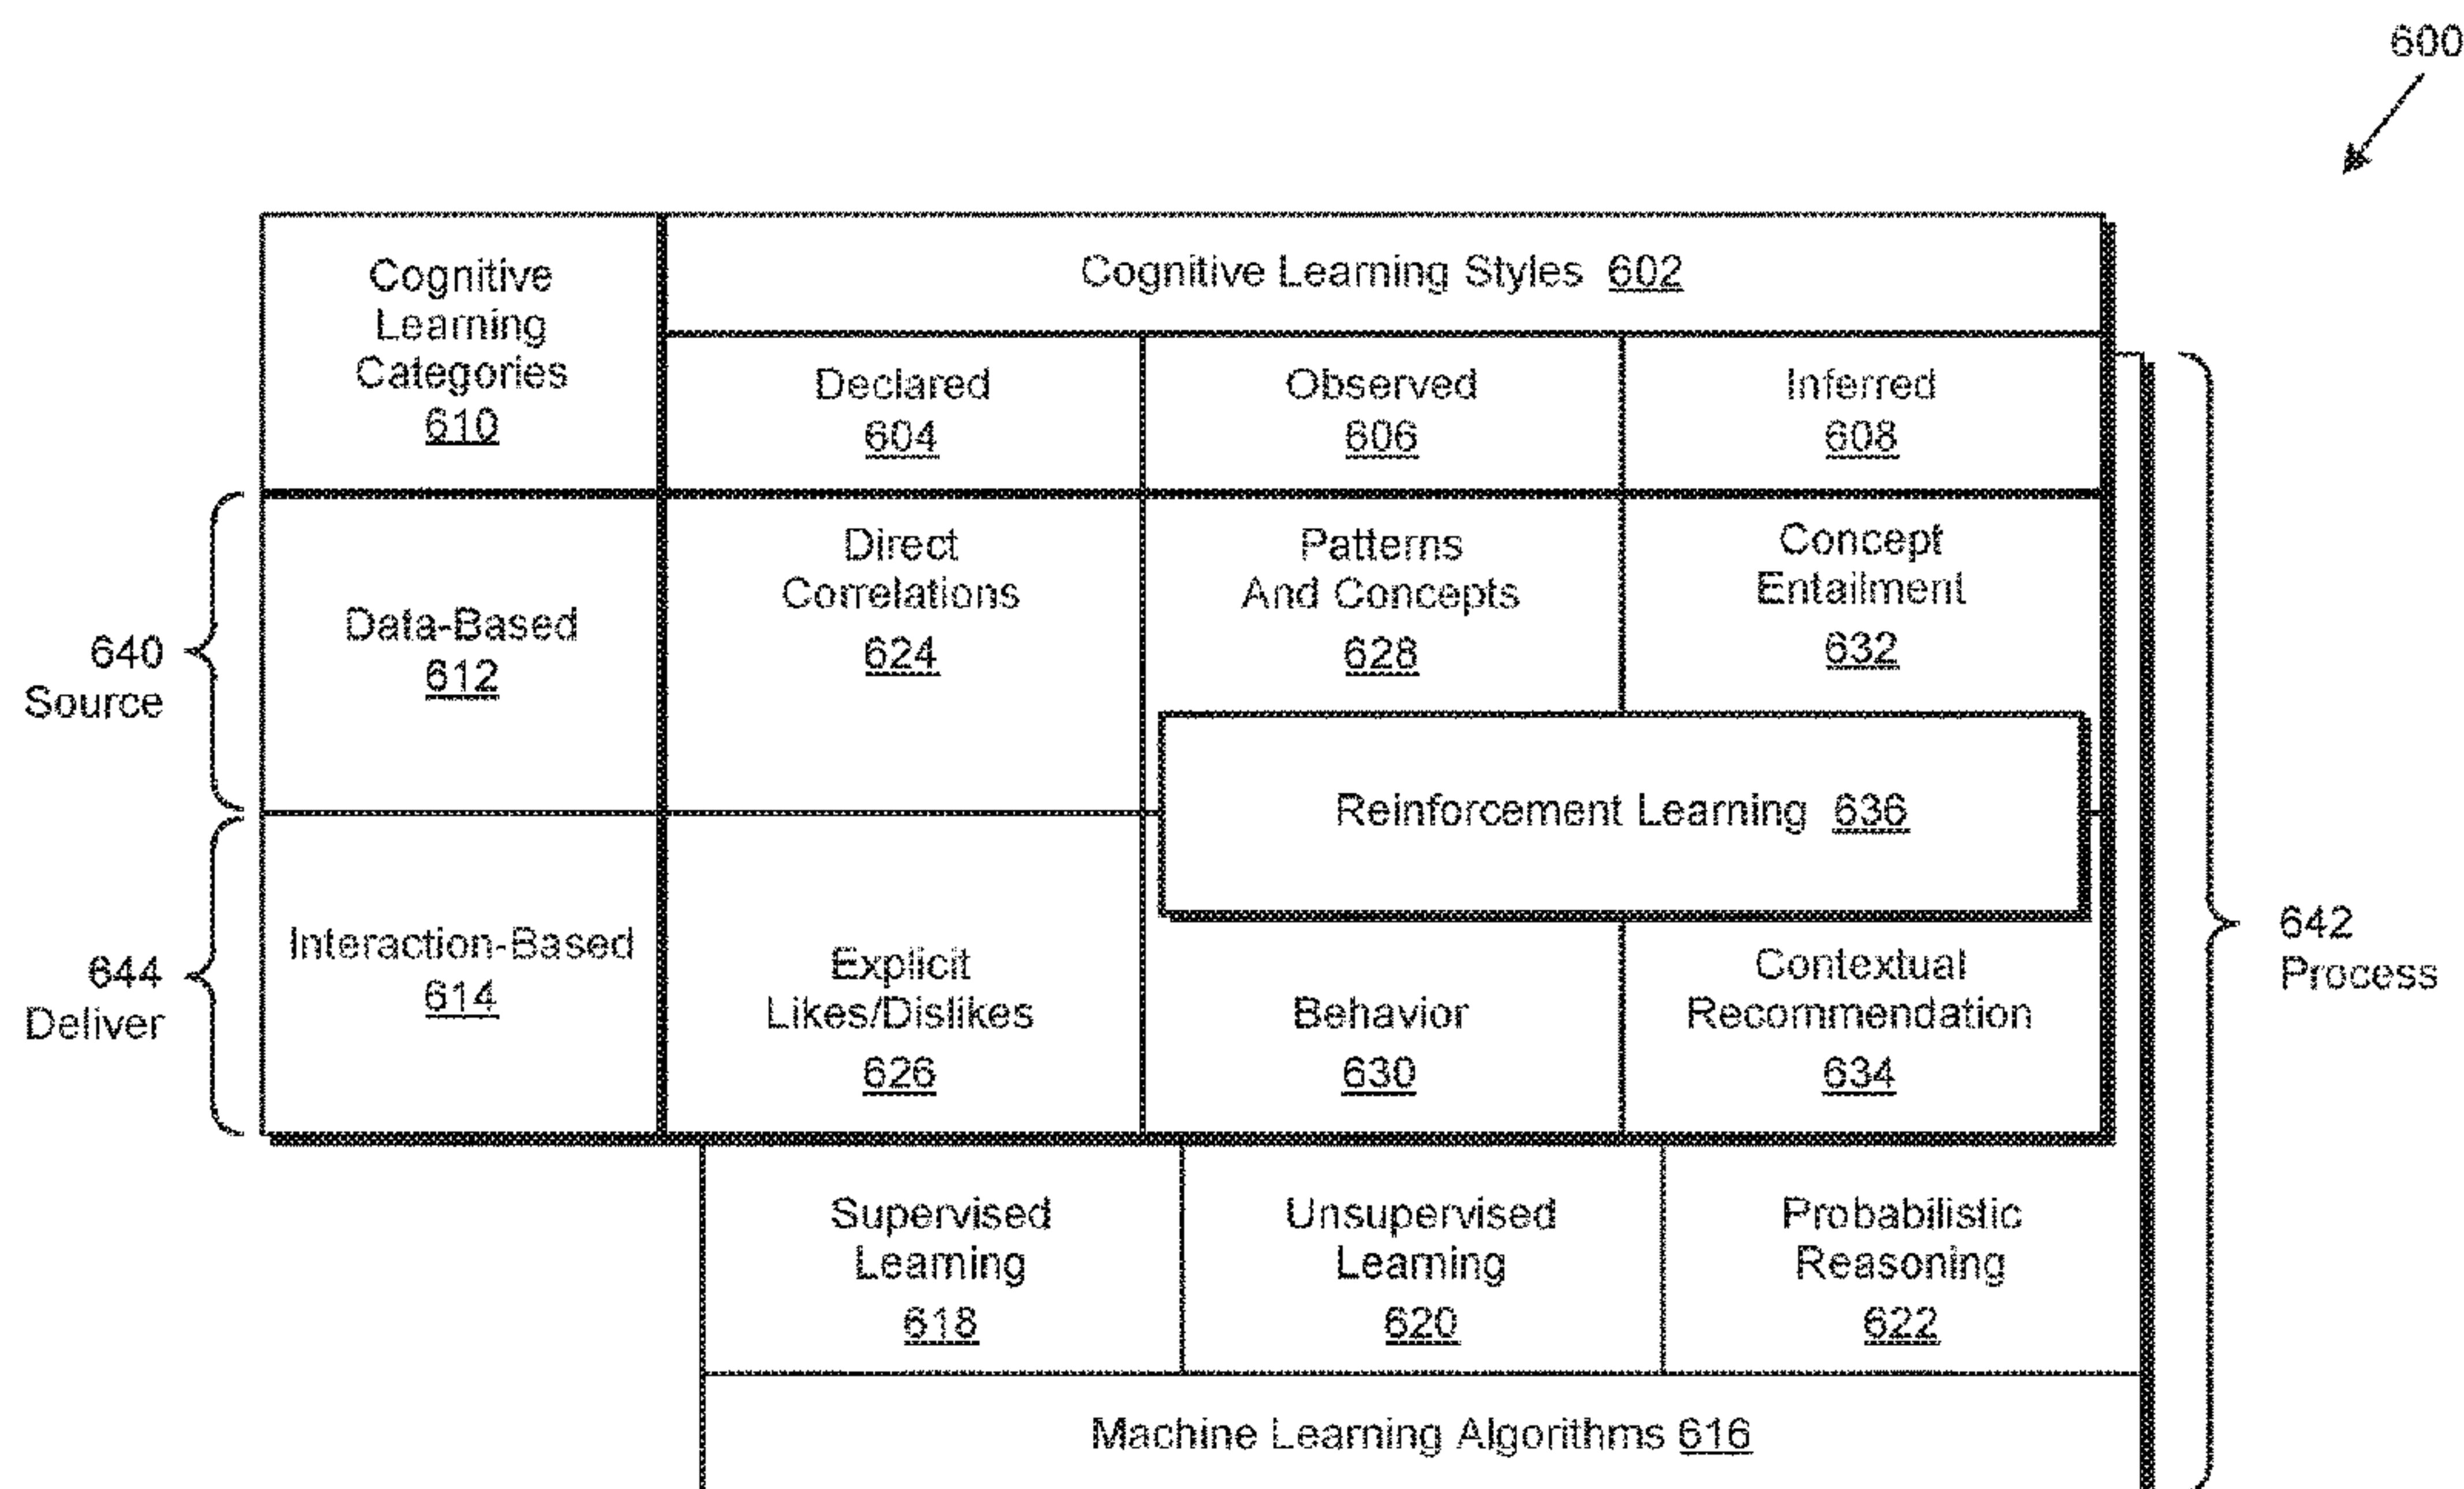 600
Cognitive
Learning
Categories
610
Cognitive Learning Styles 602
Declared
604
Observed
606
Inferred
608
640
Source
Data-Based
612
Direct
Correlations
624
Patterns
And Concepts
628
Concept
Entailment
632
Reinforcement Learning 636
644
Deliver
Interaction-Based
614
Explicit
Likes/Dislikes
626
Behavior
630
Contextual
Recommendation
634
642
Process
Supervised
Learning
618
Unsupervised
Learning
620
Probabilistic
Reasoning
622
Machine Learning Algorithms 616